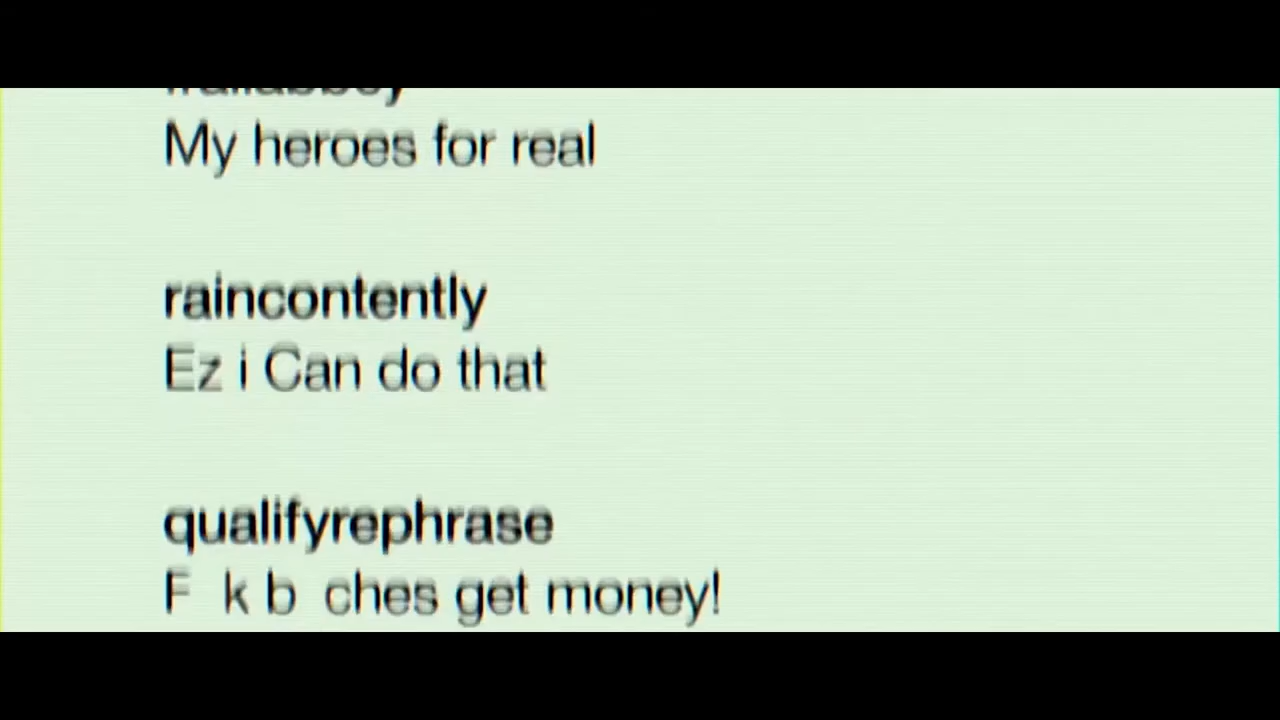 My heroes for real
raincontently
Ez i Can do that
qualifyrephrase
F  k b  ches get money!